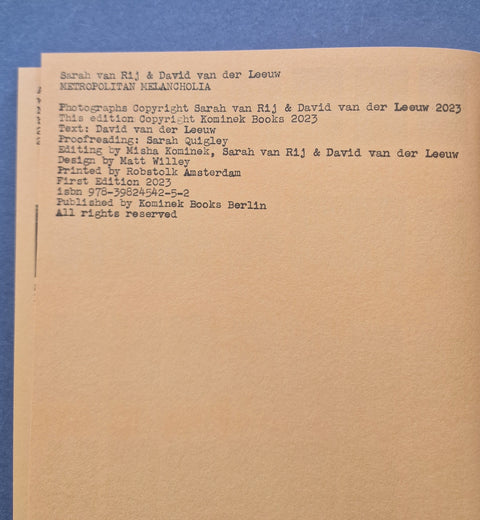 Sarah van Rij & David van der Leeuw
METROPOLITAN MELANCHOLIA
Photographs Copyright Sarah van Rij & David van der Leeuw 2023
This edition Copyright Kominek Books 2023
Text: David van der Leeuw
Proofreading: Sarah Quigley
Editing by Misha Kominek, Sarah van Rij & David van der Leeuw
Design by Matt Willey
Printed by Robstolk Amsterdam
First Edition 2023
isbn 978-39824542-5-2
Published by Kominek Books Berlin
All rights reserved